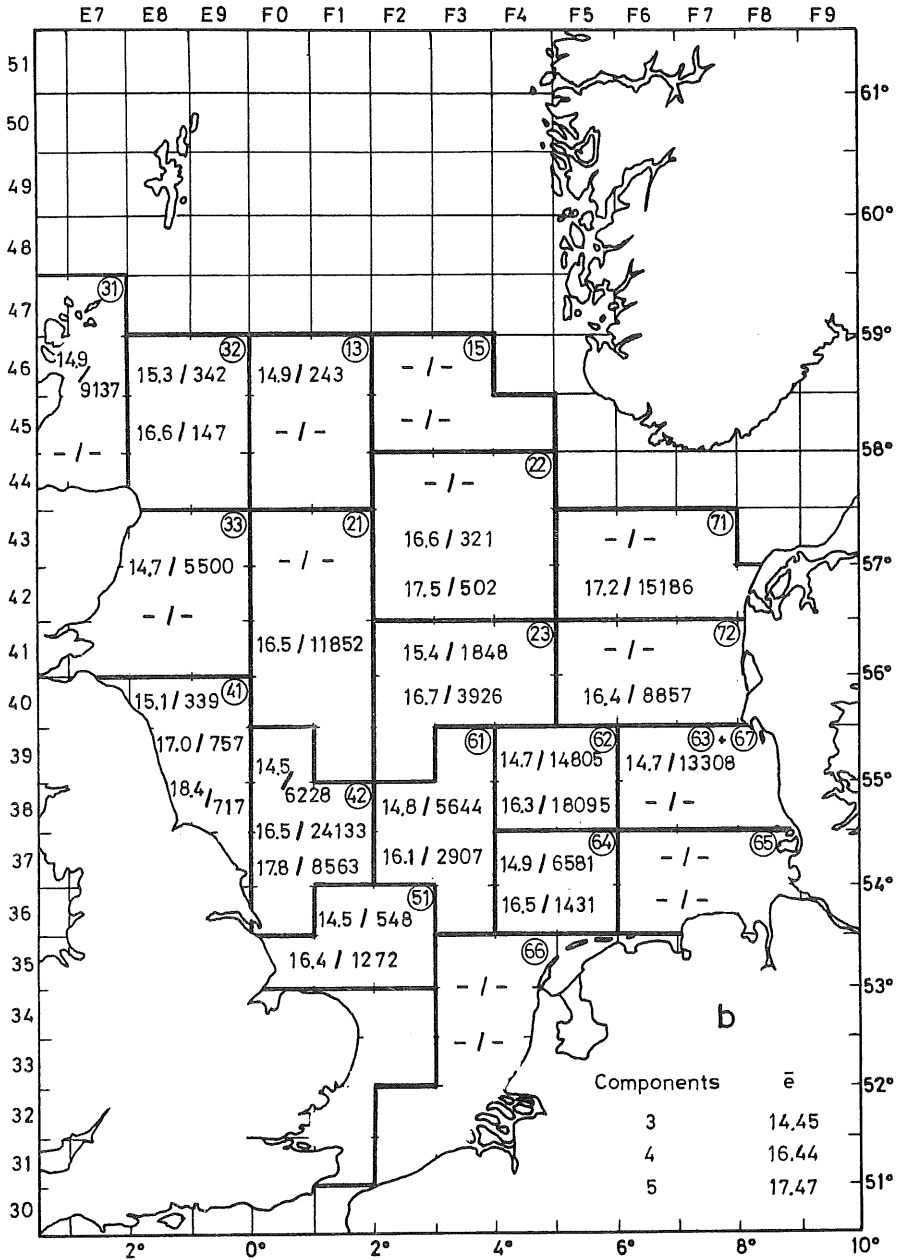 E7 E8 E9 F0 F1 F2 F3 F4 F5 F6 F7 F8 F9
51
61°
50
49
60°
48
31
47
59°
32 13 15
46
14.9 / 9137
15.3 / 342
14.9 / 243
- / -
45
16.6 / 147
- / -
- / -
- / -
58°
22
44
- / -
33 21 71
43
14.7 / 5500
- / -
16.6 / 321
- / -
57°
42
- / -
17.5 / 502
17.2 / 15186
23 72
41
16.5 / 11852
15.4 / 1848
- / -
56°
41
40
15.1 / 339
16.7 / 3926
16.4 / 8857
61 62 63 + 67
39
17.0 / 757
14.5 / 6228
14.7 / 14805
14.7 / 13308
55°
42
38
18.4 / 717
16.5 / 24133
14.8 / 5644
16.3 / 18095
- / -
64 65
37
17.8 / 8563
16.1 / 2907
14.9 / 6581
- / -
54°
51
36
14.5 / 548
16.5 / 1431
- / -
66
35
16.4 / 1272
- / -
53°
34
b
33
- / -
Components ē
52°
32
3 14.45
31
4 16.44
5 17.47
51°
30
2° 0° 2° 4° 6° 8° 10°